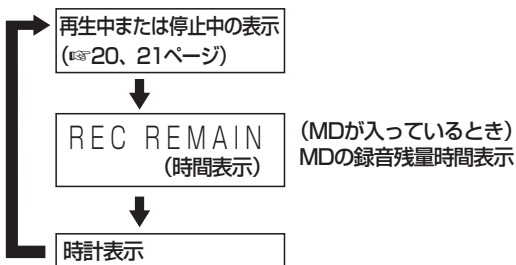 再生中または停止中の表示
(☞20、21ページ)
REC REMAIN
(時間表示)
(MDが入っているとき)
MDの録音残量時間表示
時計表示